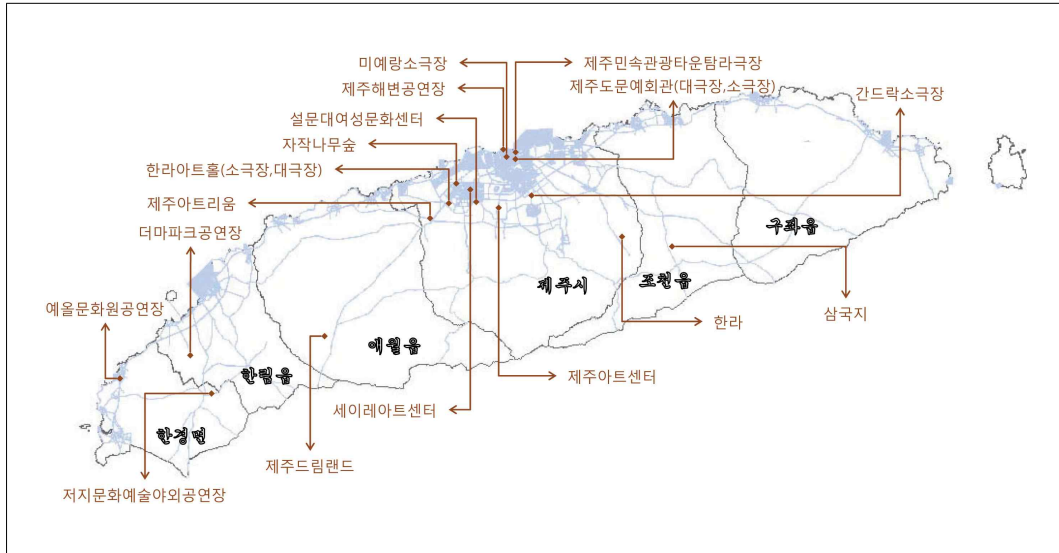 미예랑소극장
제주민속관광타운탐라극장
제주해변공연장
제주도문예회관(대극장,소극장)
간드락소극장
설문대여성문화센터
자작나무숲
한라아트홀(소극장,대극장)
제주아트리움
더마파크공연장
구좌읍
제주시
조천읍
예올문화원공연장
한라
삼국지
애월읍
한림읍
제주아트센터
세이레아트센터
한경면
제주드림랜드
저지문화예술야외공연장